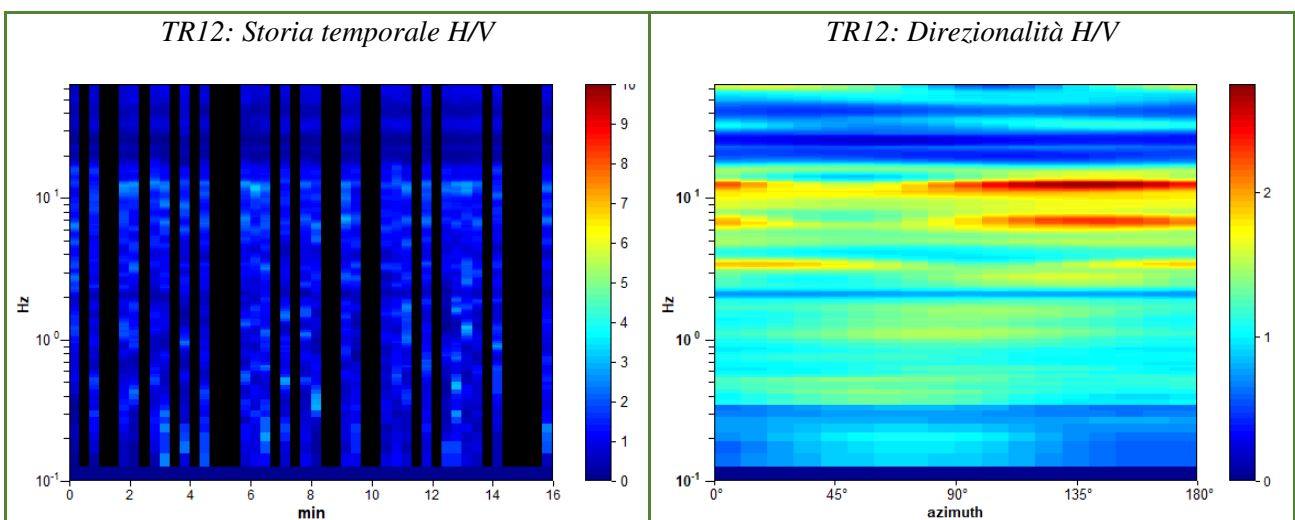 TR12: Storia temporale H/V
TR12: Direzionalità H/V
10
9
8
7
6
5
4
3
2
1
0
10¹
10⁰
10⁻¹
Hz
0 2 4 6 8 10 12 14 16
min
10¹
10⁰
10⁻¹
Hz
0° 45° 90° 135° 180°
azimuth
2
1
0